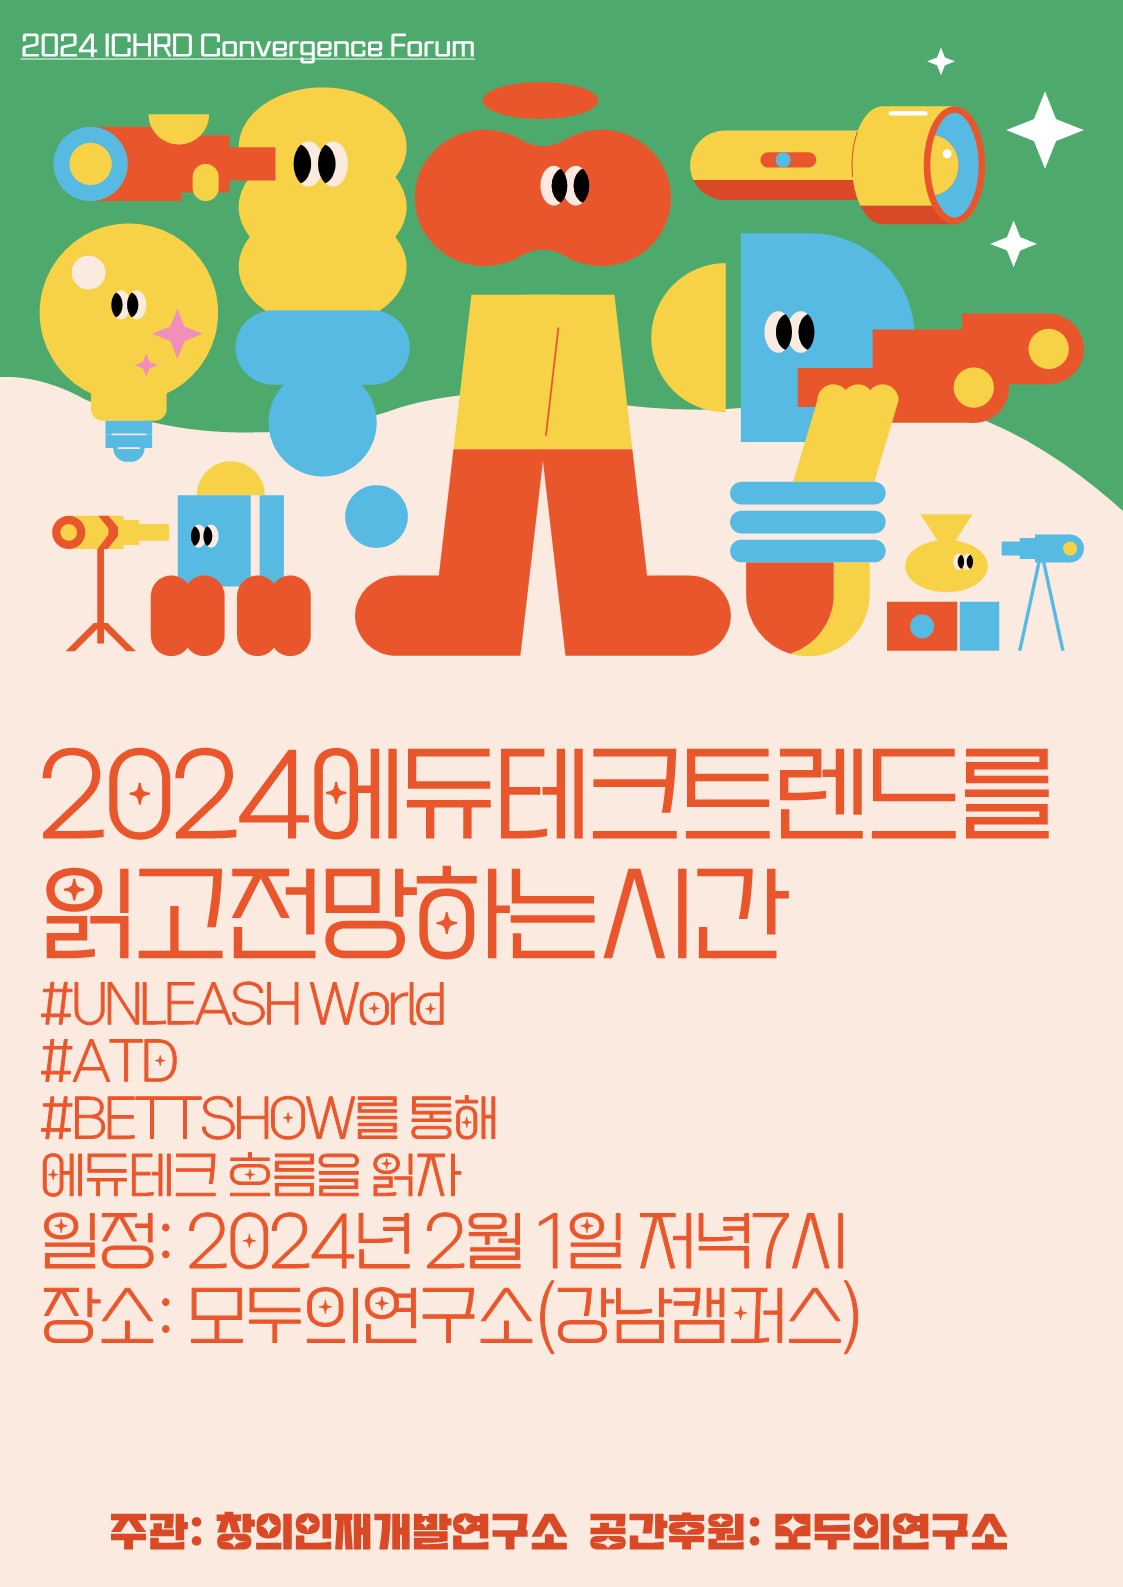 2024 ICHRD Convergence Forum
2024에듀테크트렌드를
읽고전망하는시간
#UNLEASH World
#ATD
#BETTSHOW를 통해
에듀테크 흐름을 읽자
일정: 2024년 2월 1일 저녁7시
장소: 모두의연구소(강남캠퍼스)
주관: 창의인재개발연구소 공간후원: 모두의연구소